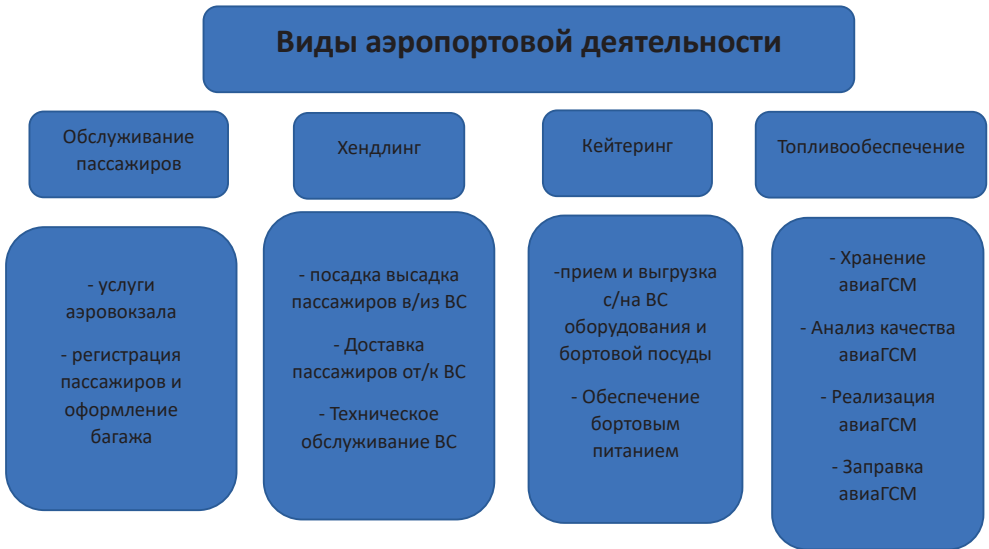 Виды аэропортовой деятельности
Обслуживание
пассажиров
Хендлинг
Кейтеринг
Топливообеспечение
- услуги
аэровокзала
- регистрация
пассажиров и
оформление
багажа
- посадка высадка
пассажиров в/из ВС
- Доставка
пассажиров от/к ВС
- Техническое
обслуживание ВС
-прием и выгрузка
с/на ВС
оборудования и
бортовой посуды
- Обеспечение
бортовым
питанием
- Хранение
авиаГСМ
- Анализ качества
авиаГСМ
- Реализация
авиаГСМ
- Заправка
авиаГСМ